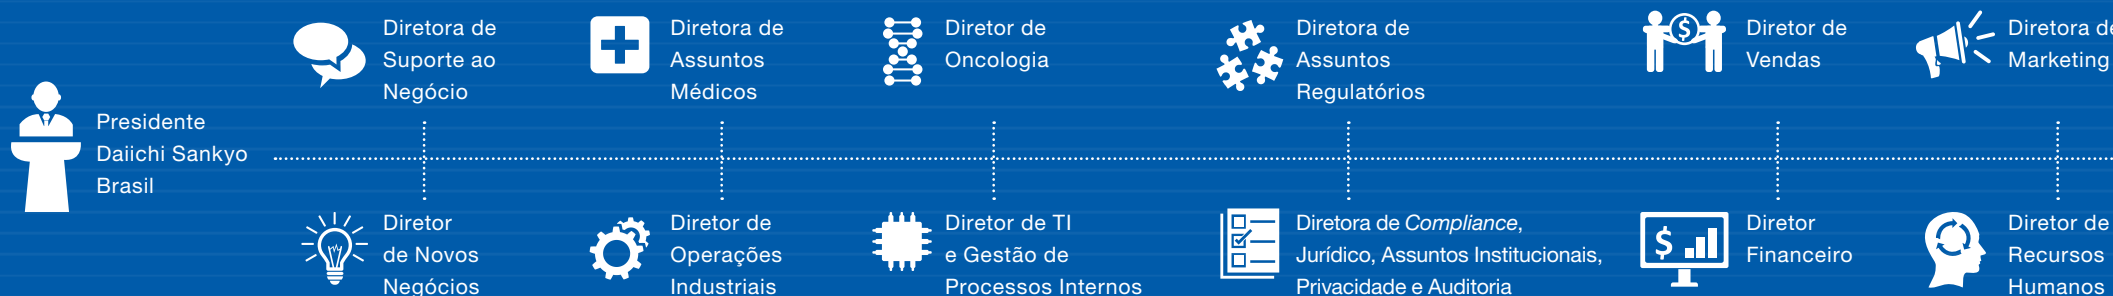 Presidente
Daiichi Sankyo
Brasil
Diretora de
Suporte ao
Negócio
Diretora de
Assuntos
Médicos
Diretor de
Oncologia
Diretora de
Assuntos
Regulatórios
$
Diretor de
Vendas
Diretora de
Marketing
Diretor
de Novos
Negócios
Diretor de
Operações
Industriais
Diretor de TI
e Gestão de
Processos Internos
Diretora de Compliance,
Jurídico, Assuntos Institucionais,
Privacidade e Auditoria
$
Diretor
Financeiro
Diretor de
Recursos
Humanos